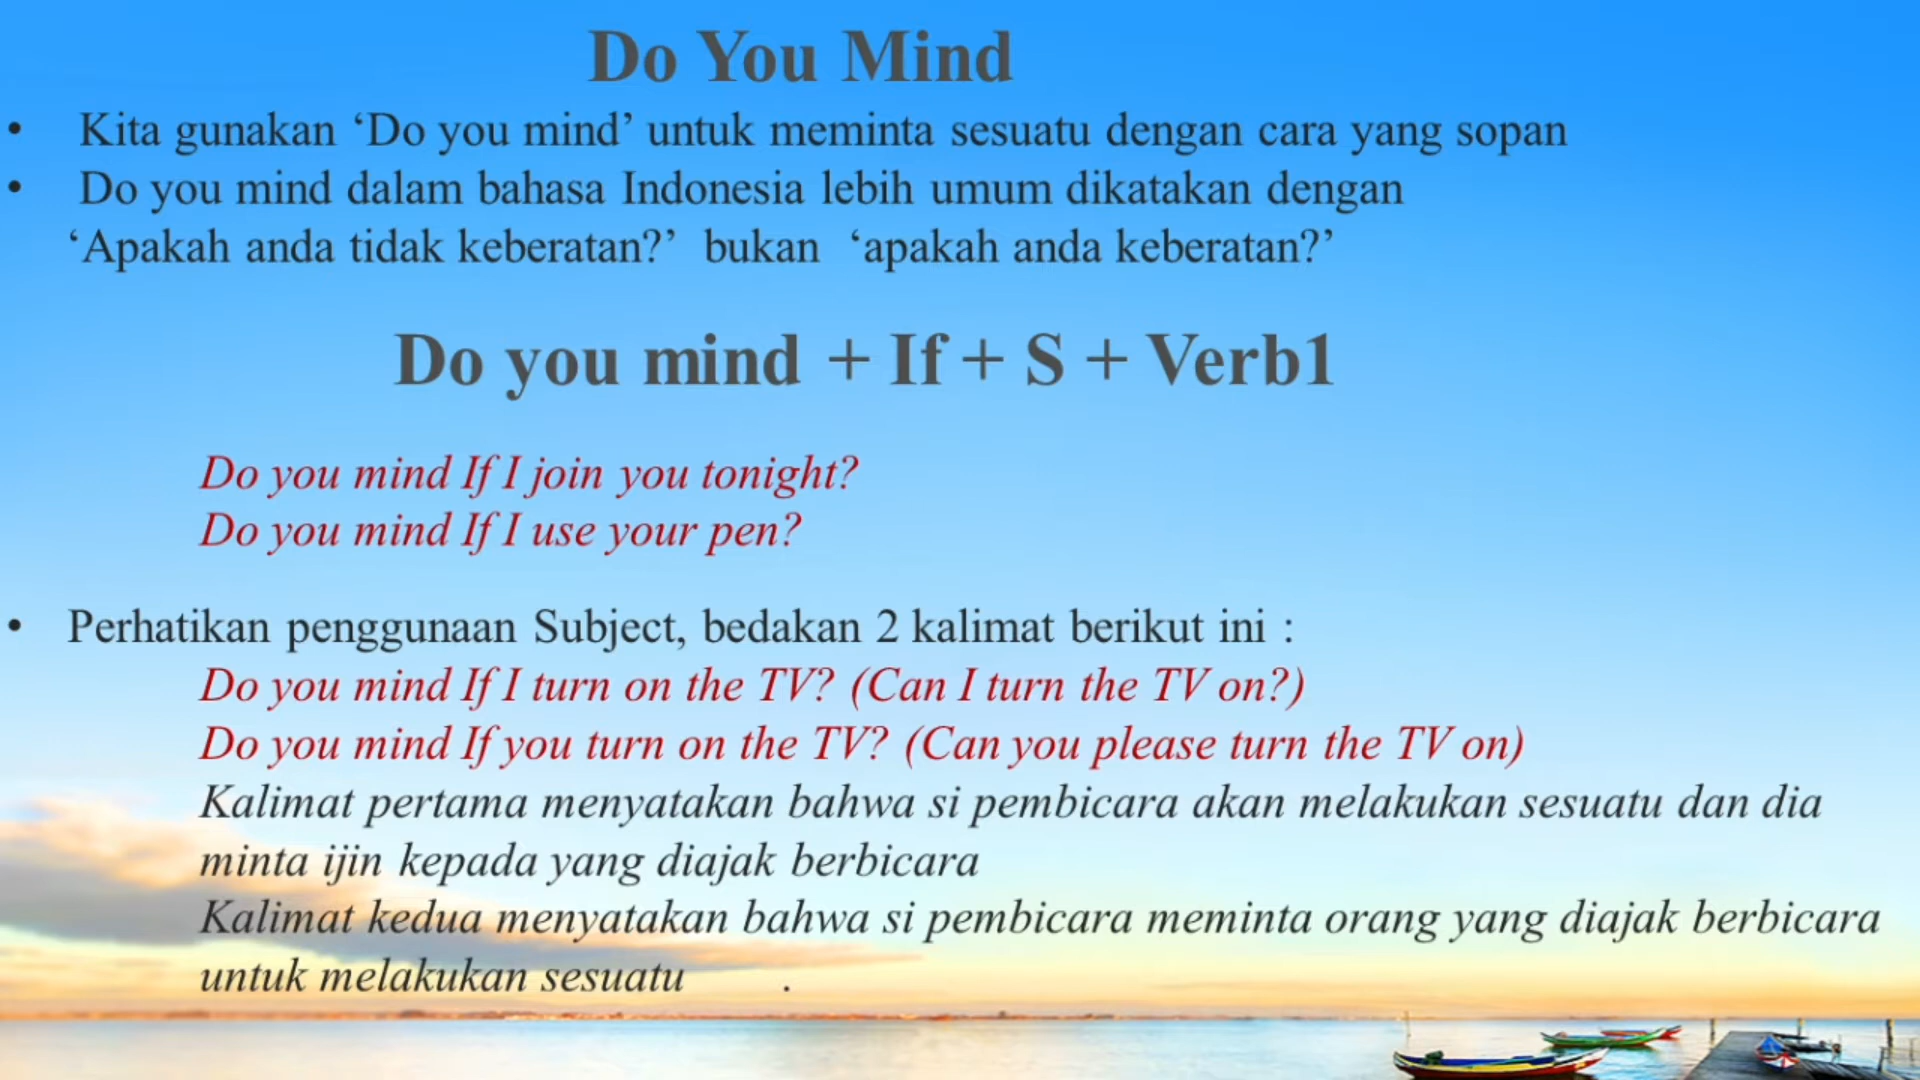 Do You Mind
• Kita gunakan ‘Do you mind’ untuk meminta sesuatu dengan cara yang sopan
• Do you mind dalam bahasa Indonesia lebih umum dikatakan dengan
‘Apakah anda tidak keberatan?’ bukan ‘apakah anda keberatan?’
Do you mind + If + S + Verb1
Do you mind If I join you tonight?
Do you mind If I use your pen?
• Perhatikan penggunaan Subject, bedakan 2 kalimat berikut ini :
Do you mind If I turn on the TV? (Can I turn the TV on?)
Do you mind If you turn on the TV? (Can you please turn the TV on)
Kalimat pertama menyatakan bahwa si pembicara akan melakukan sesuatu dan dia
minta ijin kepada yang diajak berbicara
Kalimat kedua menyatakan bahwa si pembicara meminta orang yang diajak berbicara
untuk melakukan sesuatu .